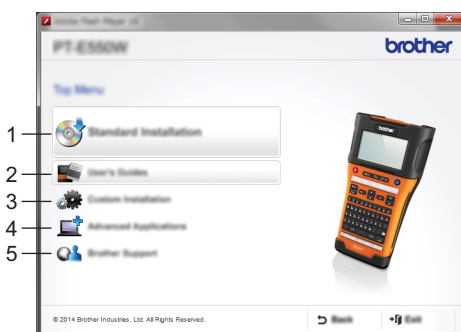 Adobe Flash Player
PT-E550W
brother
Top Menu
1 Standard Installation
2 User's Guides
3 Custom Installation
4 Advanced Applications
5 Brother Support
© 2014 Brother Industries, Ltd. All Rights Reserved.
Back
Exit